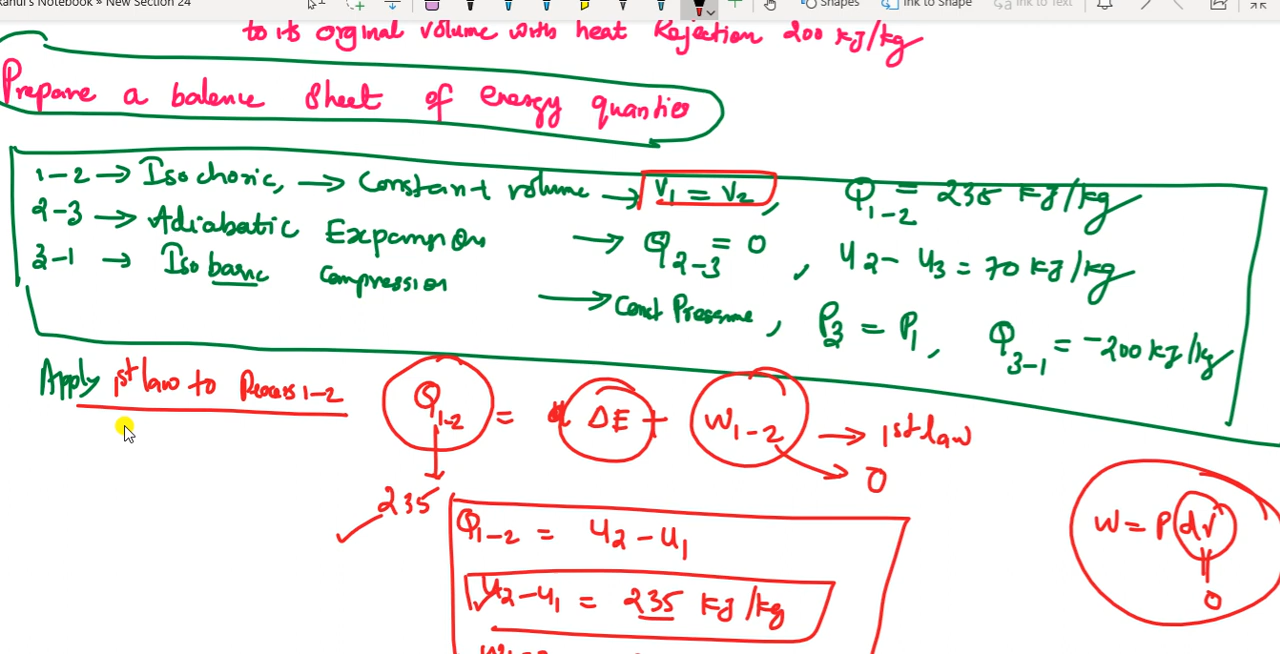 Notebook » New Section 24
Shapes
Ink to Shape
Ink to Text
to its orginal volume with heat Rejection 200 KJ/kg
Prepare a balence sheet of energy quanties
1-2 → Isochoric, → Constant volume → V₁ = V₂, Q₁₋₂ = 235 KJ/kg
2-3 → Adiabatic Expansion → Q₂₋₃ = 0, U₂ - U₃ = 70 KJ/kg
3-1 → Isobaric Compression → Const Pressure, P₃ = P₁, Q₃₋₁ = -200 KJ/kg
Apply 1st law to Process 1-2 Q₁₋₂ = ΔE + W₁₋₂ → 1st law
→ 0
235
W = P dv
Q₁₋₂ = U₂ - U₁
0
U₂ - U₁ = 235 KJ/kg